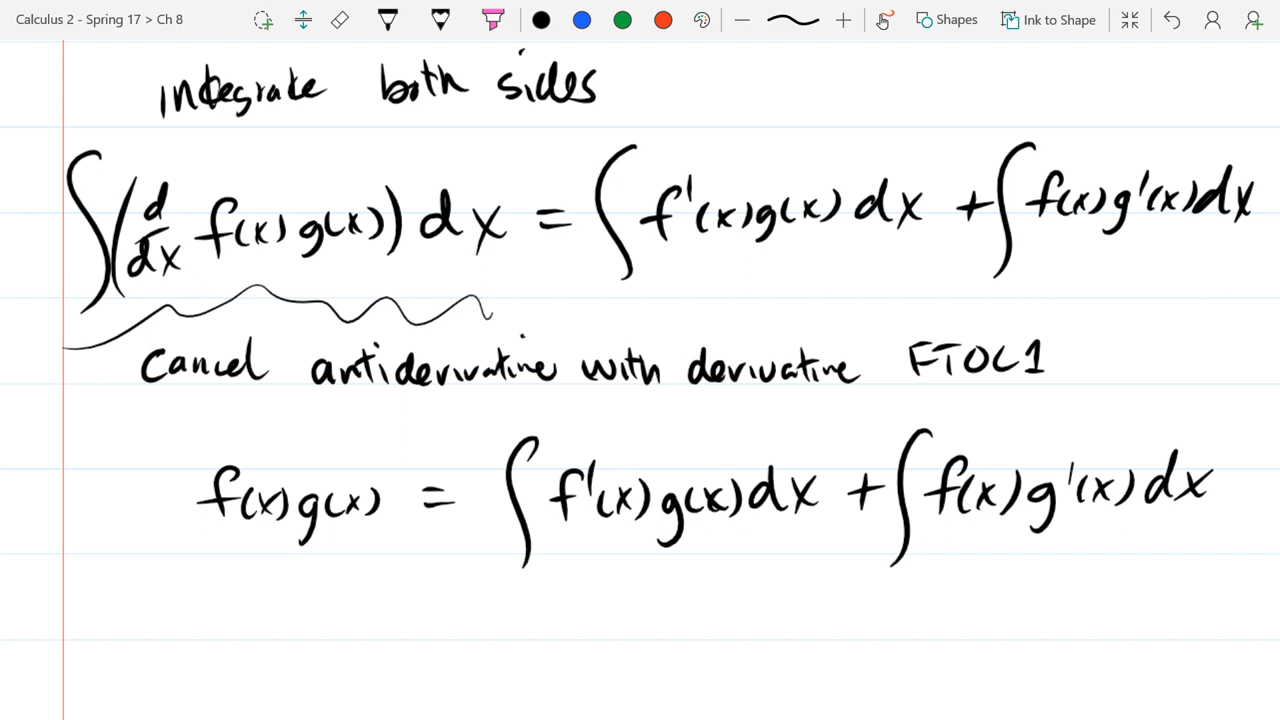 Calculus 2 - Spring 17 > Ch 8
Shapes
Ink to Shape
integrate both sides
∫(d/dx f(x)g(x))dx = ∫f'(x)g(x)dx + ∫f(x)g'(x)dx
Cancel antiderivative with derivative FTOC1
f(x)g(x) = ∫f'(x)g(x)dx + ∫f(x)g'(x)dx